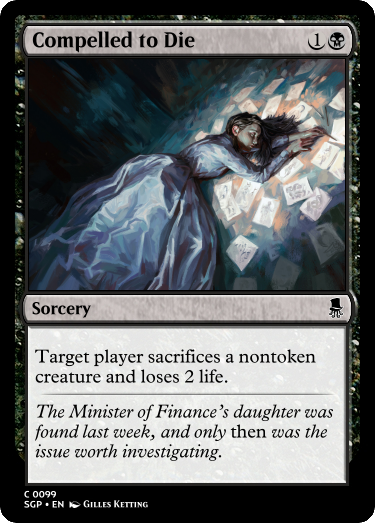 Compelled to Die 1
Sorcery
Target player sacrifices a nontoken
creature and loses 2 life.
The Minister of Finance's daughter was
found last week, and only then was the
issue worth investigating.
C 0099
SGP • EN Gilles Ketting